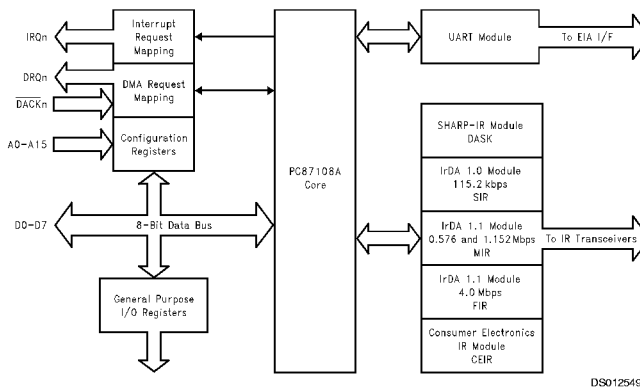 IRQn
DRQn
DACKn
A0-A15
D0-D7
Interrupt
Request
Mapping
DMA Request
Mapping
Configuration
Registers
8-Bit Data Bus
General Purpose
I/O Registers
PC87108A
Core
UART Module
To EIA I/F
SHARP-IR Module
DASK
IrDA 1.0 Module
115.2 kbps
SIR
IrDA 1.1 Module
0.576 and 1.152 Mbps
MIR
To IR Transceivers
IrDA 1.1 Module
4.0 Mbps
FIR
Consumer Electronics
IR Module
CEIR
DS012549